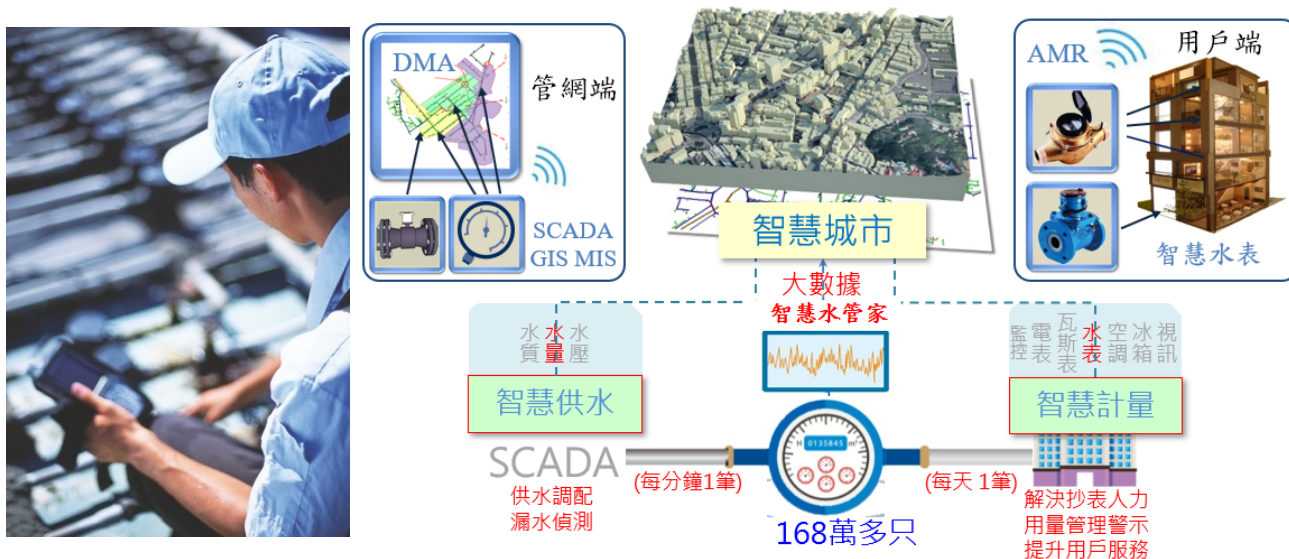 DMA
管網端
SCADA
GIS MIS
AMR
用戶端
智慧水表
智慧城市
大數據
智慧水管家
水質
水量
水壓
智慧供水
監控
電表
瓦斯表
水表
空調
冰箱
視訊
智慧計量
SCADA
(每分鐘1筆)
供水調配
漏水偵測
H 0135845 m³
168萬多只
(每天 1筆)
解決抄表人力
用量管理警示
提升用戶服務